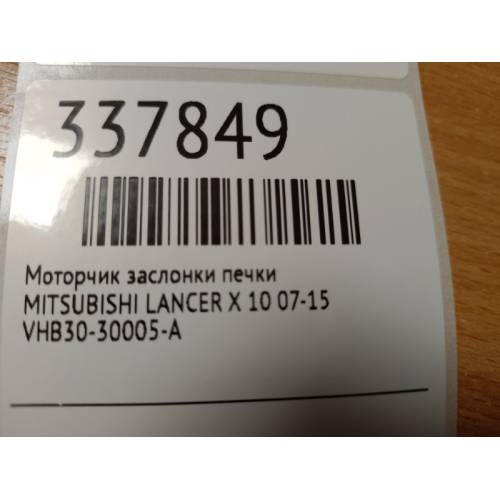 337849
Моторчик заслонки печки
MITSUBISHI LANCER X 10 07-15
VHB30-30005-A